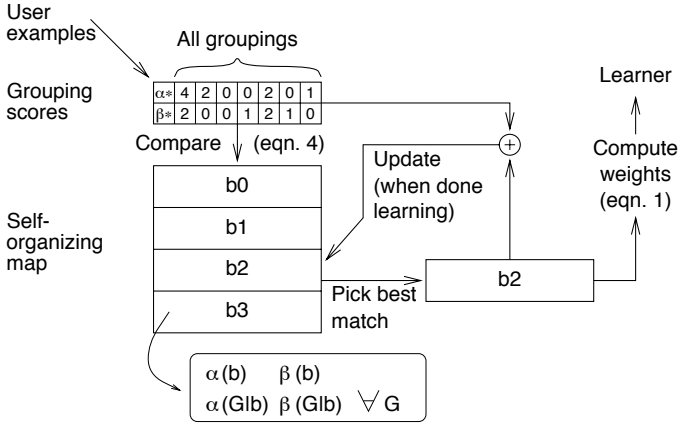 User
examples
All groupings
Grouping
scores
α* 4 2 0 0 2 0 1
β* 2 0 0 1 2 1 0
Compare (eqn. 4)
Learner
Compute
weights
(eqn. 1)
+
Update
(when done
learning)
Self-
organizing
map
b0
b1
b2
b3
Pick best
match
b2
α(b) β(b)
α(G|b) β(G|b) ∀ G